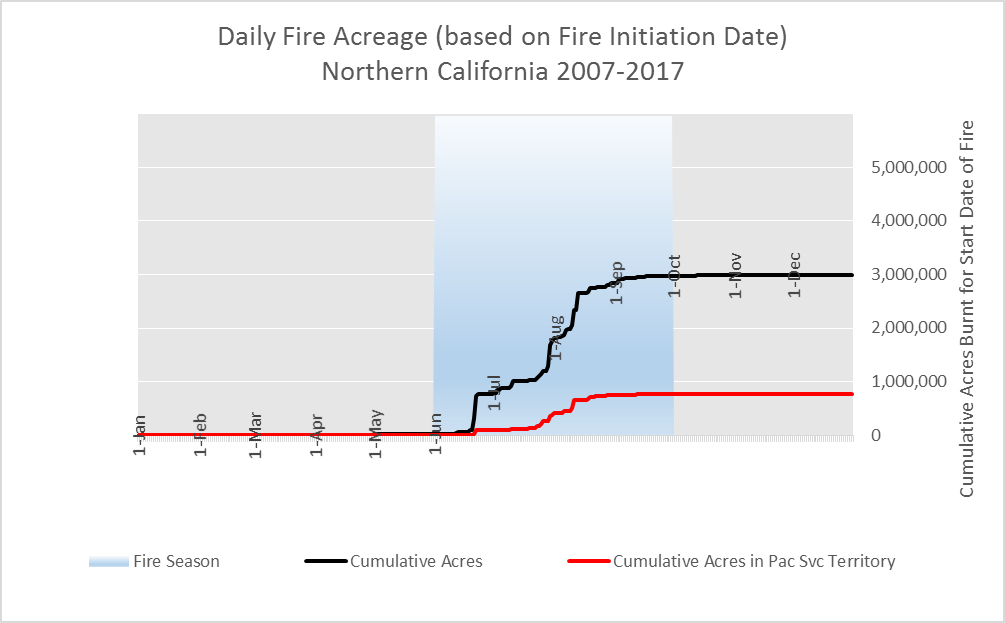 Daily Fire Acreage (based on Fire Initiation Date)
Northern California 2007-2017
5,000,000
4,000,000
3,000,000
2,000,000
1,000,000
0
Cumulative Acres Burnt for Start Date of Fire
1-Jan
1-Feb
1-Mar
1-Apr
1-May
1-Jun
1-Jul
1-Aug
1-Sep
1-Oct
1-Nov
1-Dec
Fire Season
Cumulative Acres
Cumulative Acres in Pac Svc Territory